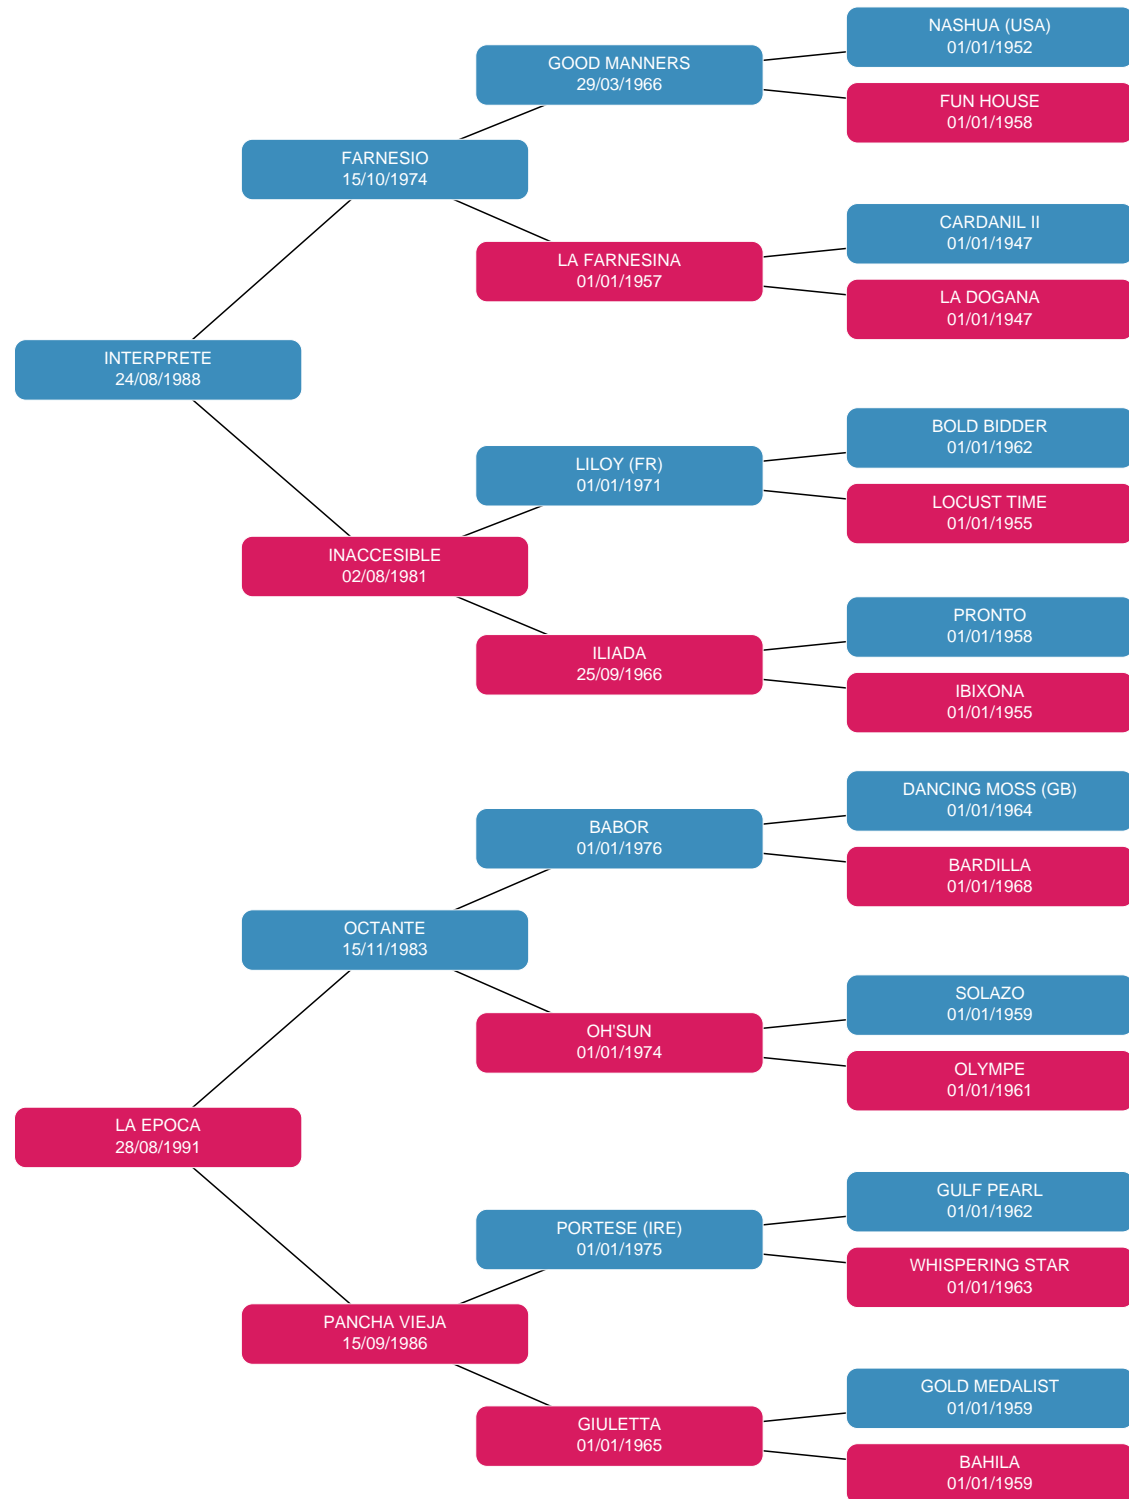 NASHUA (USA)
01/01/1952
GOOD MANNERS
29/03/1966
FUN HOUSE
01/01/1958
FARNESIO
15/10/1974
CARDANIL II
01/01/1947
LA FARNESINA
01/01/1957
LA DOGANA
01/01/1947
INTERPRETE
24/08/1988
BOLD BIDDER
01/01/1962
LILOY (FR)
01/01/1971
LOCUST TIME
01/01/1955
INACCESIBLE
02/08/1981
PRONTO
01/01/1958
ILIADA
25/09/1966
IBIXONA
01/01/1955
DANCING MOSS (GB)
01/01/1964
BABOR
01/01/1976
BARDILLA
01/01/1968
OCTANTE
15/11/1983
SOLAZO
01/01/1959
OH'SUN
01/01/1974
OLYMPE
01/01/1961
LA EPOCA
28/08/1991
GULF PEARL
01/01/1962
PORTESE (IRE)
01/01/1975
WHISPERING STAR
01/01/1963
PANCHA VIEJA
15/09/1986
GOLD MEDALIST
01/01/1959
GIULETTA
01/01/1965
BAHILA
01/01/1959